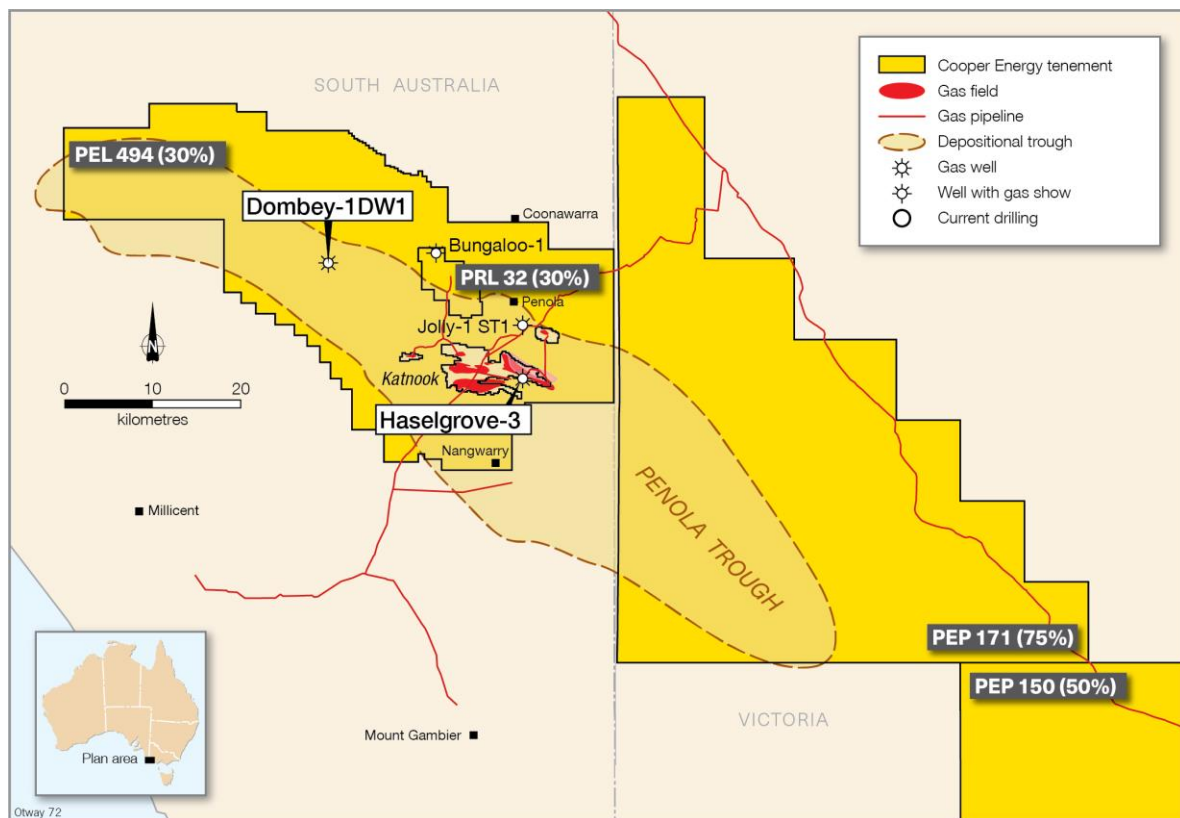 SOUTH AUSTRALIA
Cooper Energy tenement
Gas field
Gas pipeline
Depositional trough
Gas well
Well with gas show
Current drilling
PEL 494 (30%)
Dombey-1DW1
Coonawarra
Bungaloo-1
PRL 32 (30%)
Penola
Jolly-1 ST1
N
Katnook
0 10 20
kilometres
Haselgrove-3
Nangwarry
Millicent
PENOLA TROUGH
PEP 171 (75%)
PEP 150 (50%)
VICTORIA
Mount Gambier
Plan area
Otway 72